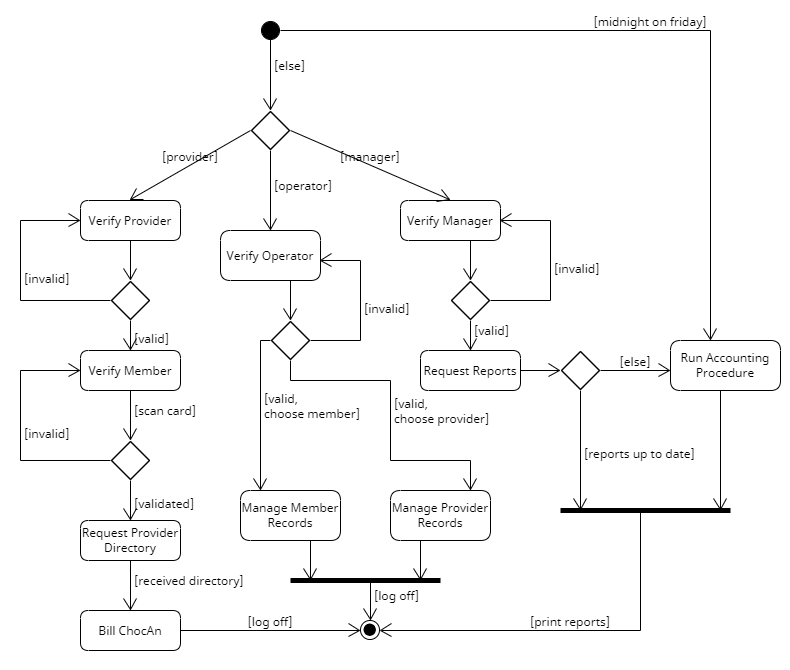 [midnight on friday]
[else]
[provider]
[manager]
[operator]
Verify Provider
Verify Manager
Verify Operator
[invalid]
[invalid]
[invalid]
[valid]
[valid]
Verify Member
Request Reports
[else]
Run Accounting
Procedure
[scan card]
[valid,
choose member]
[valid,
choose provider]
[invalid]
[reports up to date]
[validated]
Manage Member
Records
Manage Provider
Records
Request Provider
Directory
[received directory]
[log off]
Bill ChocAn
[log off]
[print reports]